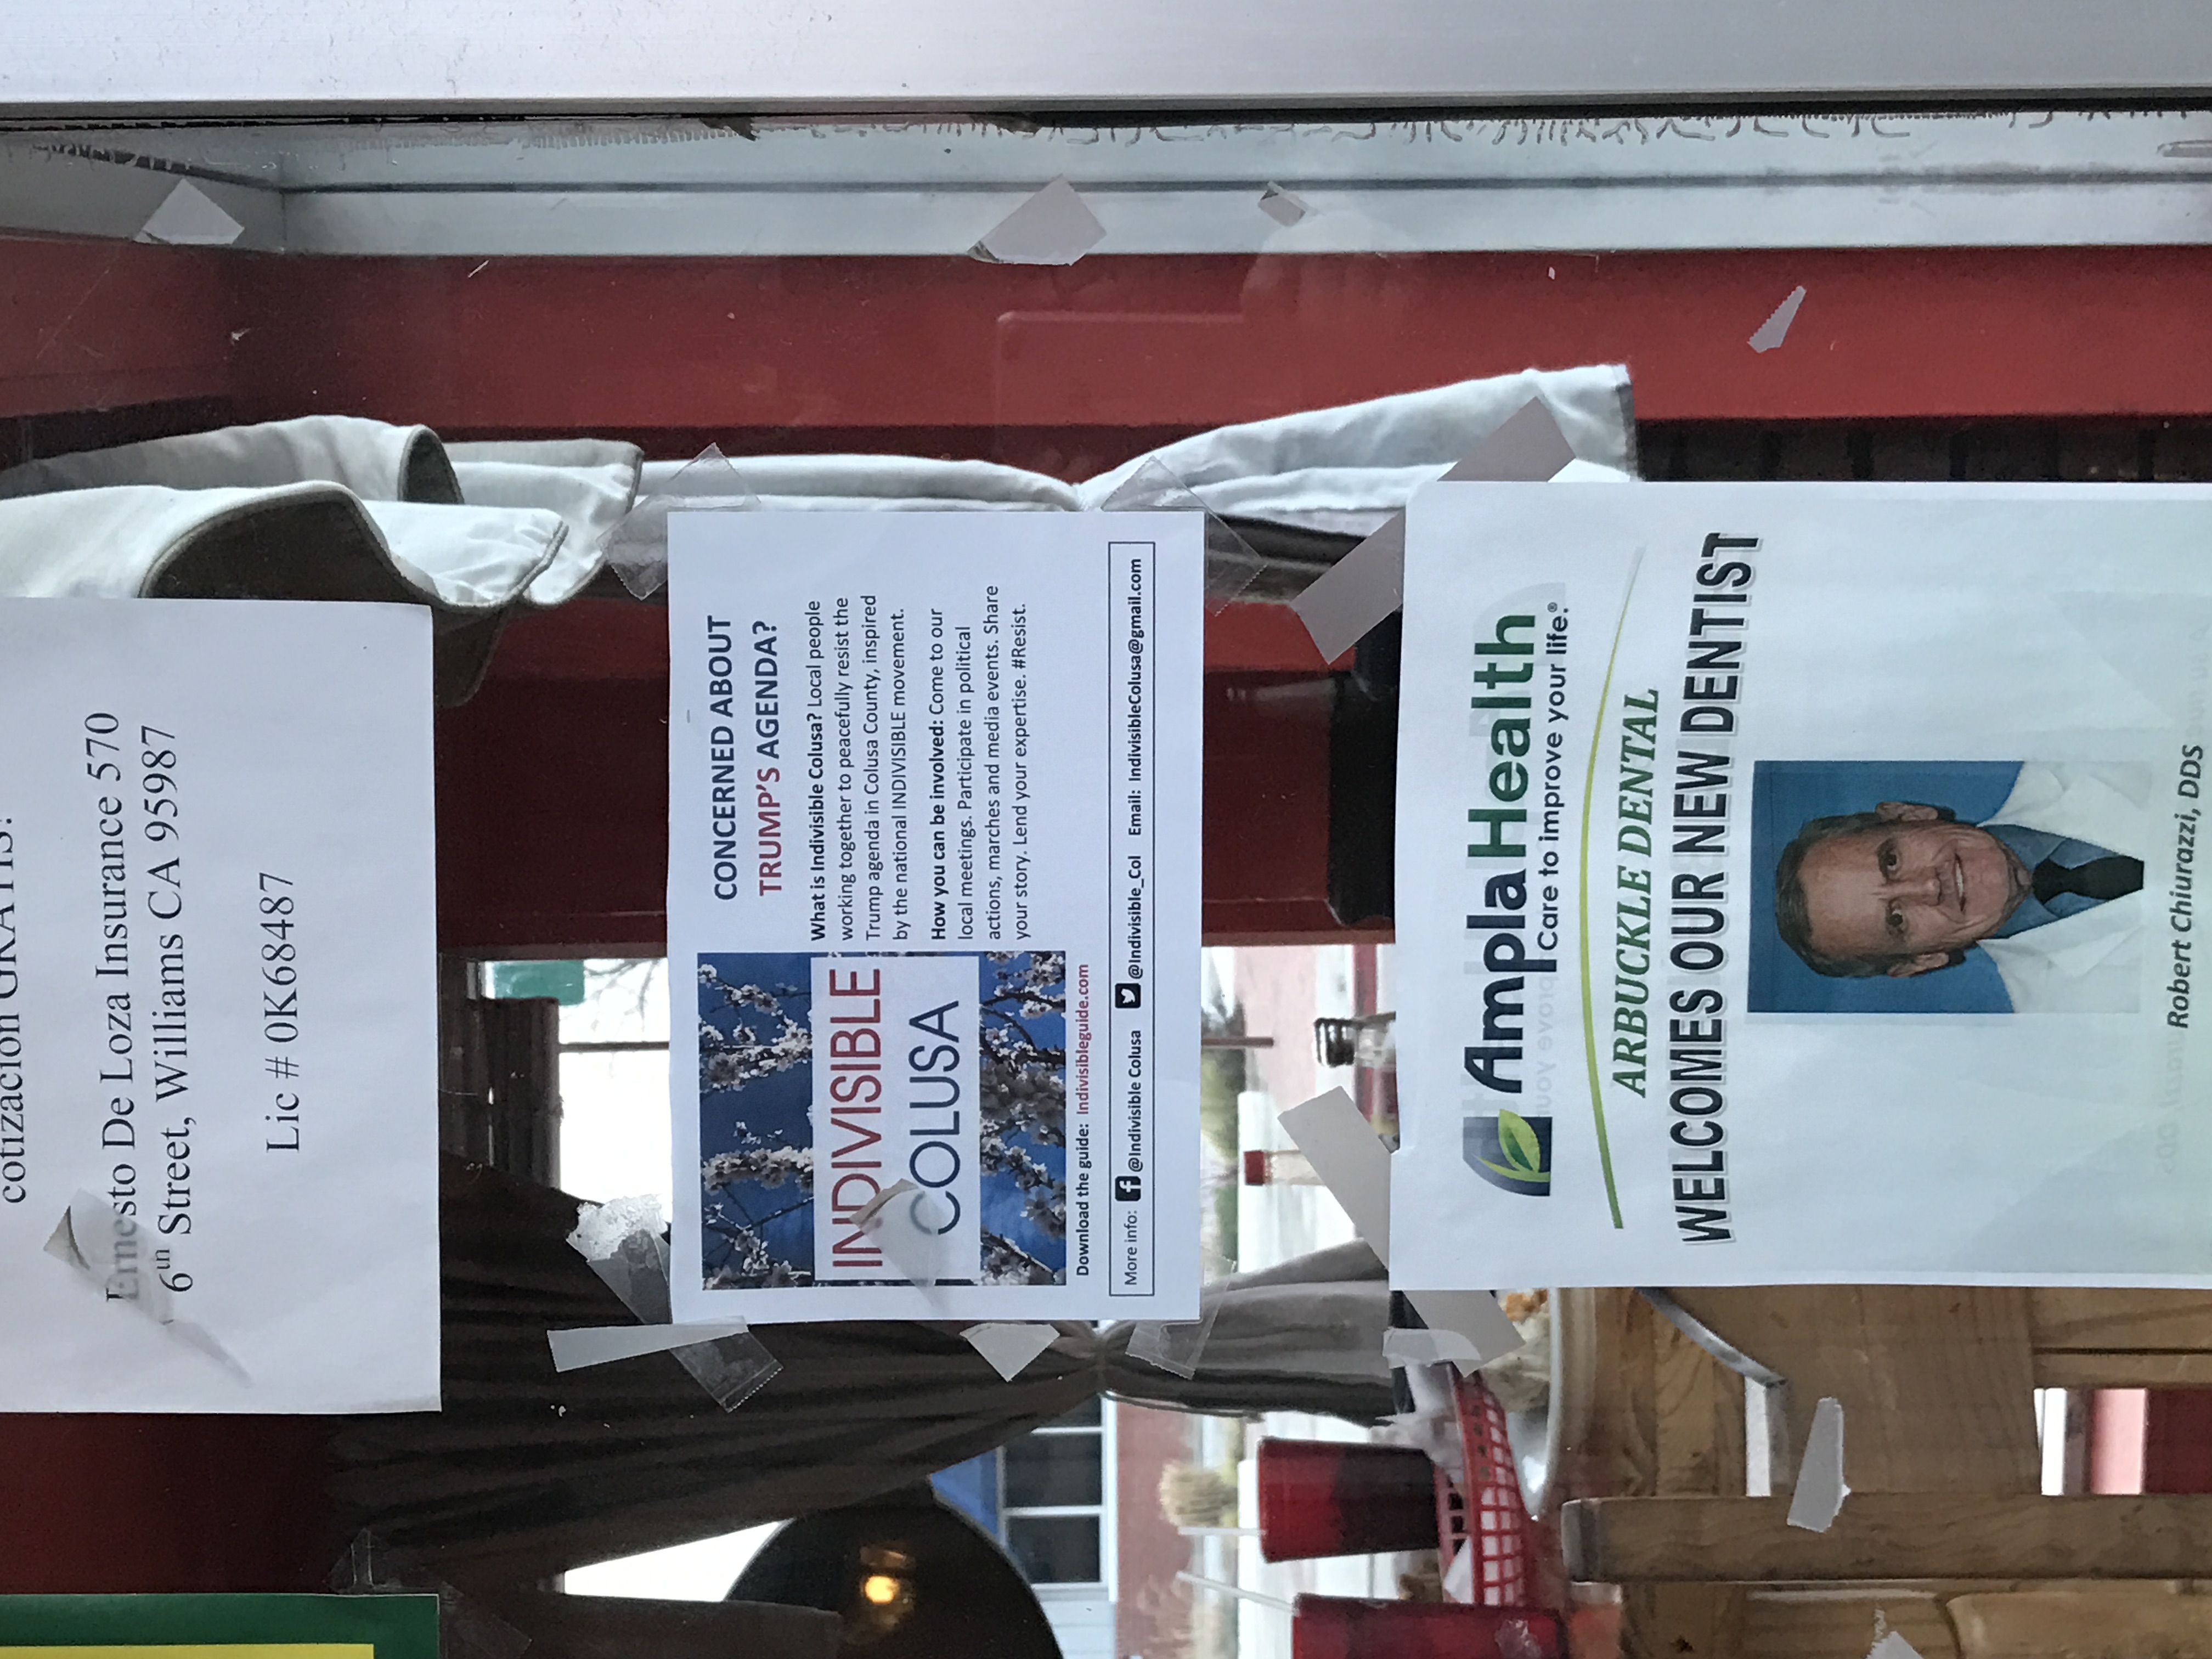 cotización GRATIS!
Ernesto De Loza Insurance 570
6th Street, Williams CA 95987
Lic # 0K68487
INDIVISIBLE
COLUSA
Download the guide: Indivisibleguide.com
CONCERNED ABOUT
TRUMP'S AGENDA?
What is Indivisible Colusa? Local people
working together to peacefully resist the
Trump agenda in Colusa County, inspired
by the national INDIVISIBLE movement.
How you can be involved: Come to our
local meetings. Participate in political
actions, marches and media events. Share
your story. Lend your expertise. #Resist.
More info: @Indivisible Colusa @Indivisible_Col Email: IndivisibleColusa@gmail.com
Ampla Health
Care to improve your life.®
ARBUCKLE DENTAL
WELCOMES OUR NEW DENTIST
Robert Chiurazzi, DDS